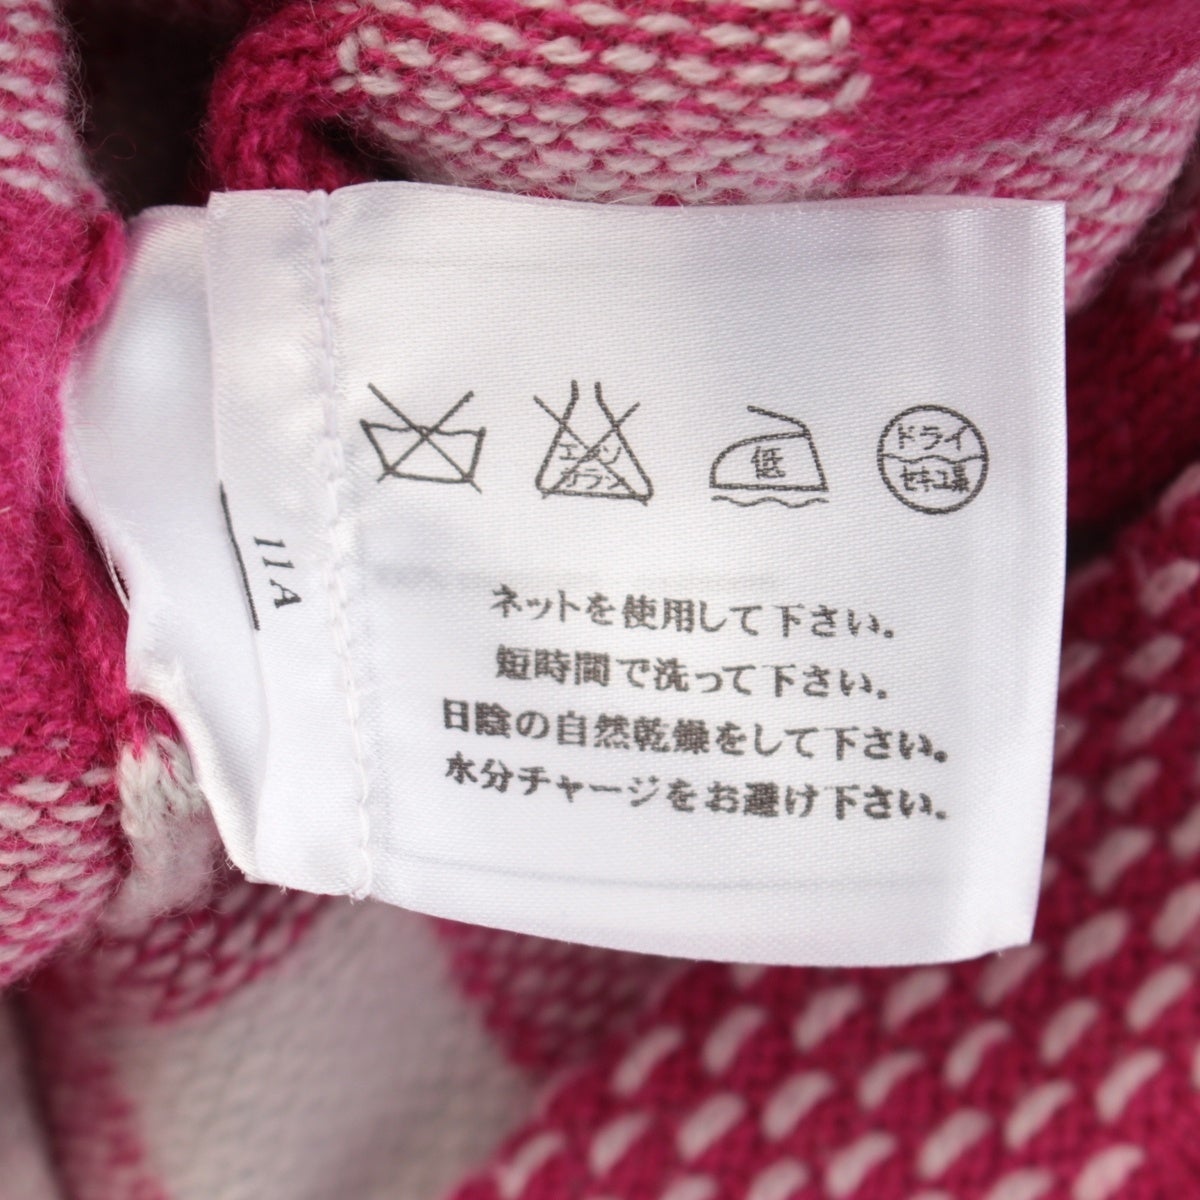 エンソ
サラシ
低
ドライ
セキユ系
11A
ネットを使用して下さい。
短時間で洗って下さい。
日陰の自然乾燥をして下さい。
水分チャージをお避け下さい。